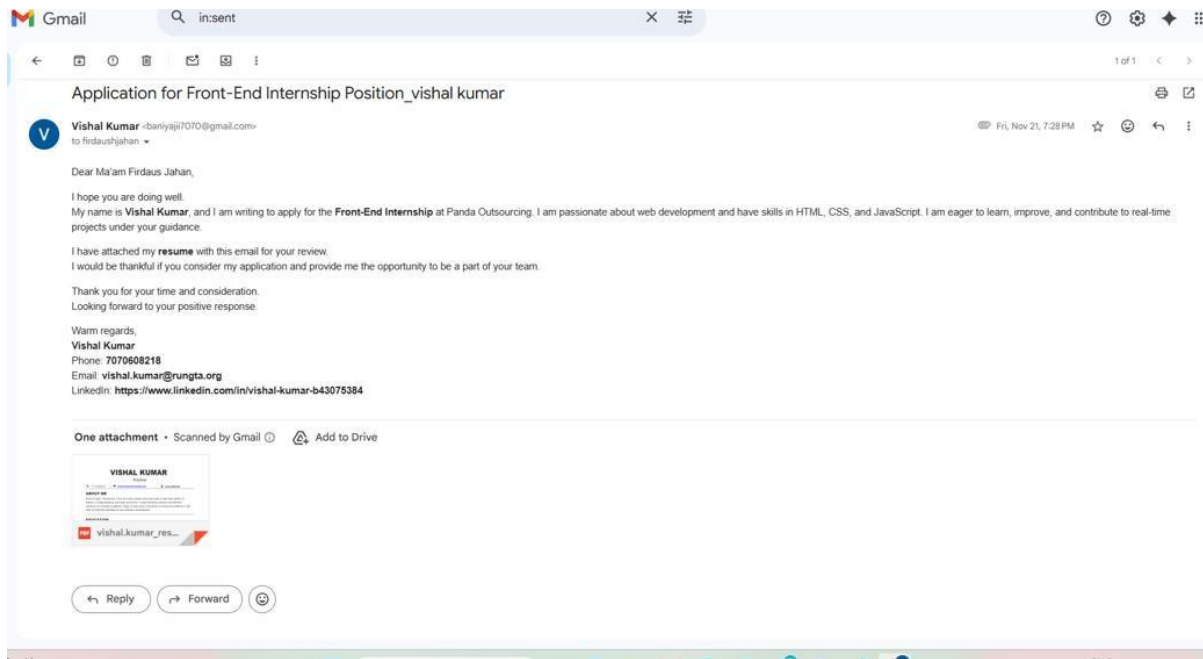 Gmail
in:sent
1 of 1
Application for Front-End Internship Position_vishal kumar
Vishal Kumar <baniyajii7070@gmail.com>
Fri, Nov 21, 7:28 PM
to firdaushjahan
V
Dear Ma'am Firdaus Jahan,
I hope you are doing well.
My name is Vishal Kumar, and I am writing to apply for the Front-End Internship at Panda Outsourcing. I am passionate about web development and have skills in HTML, CSS, and JavaScript. I am eager to learn, improve, and contribute to real-time
projects under your guidance.
I have attached my resume with this email for your review.
I would be thankful if you consider my application and provide me the opportunity to be a part of your team.
Thank you for your time and consideration.
Looking forward to your positive response.
Warm regards,
Vishal Kumar
Phone: 7070608218
Email: vishal.kumar@rungta.org
LinkedIn: https://www.linkedin.com/in/vishal-kumar-b43075384
One attachment • Scanned by Gmail
Add to Drive
VISHAL KUMAR
ABOUT ME
EDUCATION
PDF
vishal.kumar_res...
Reply
Forward